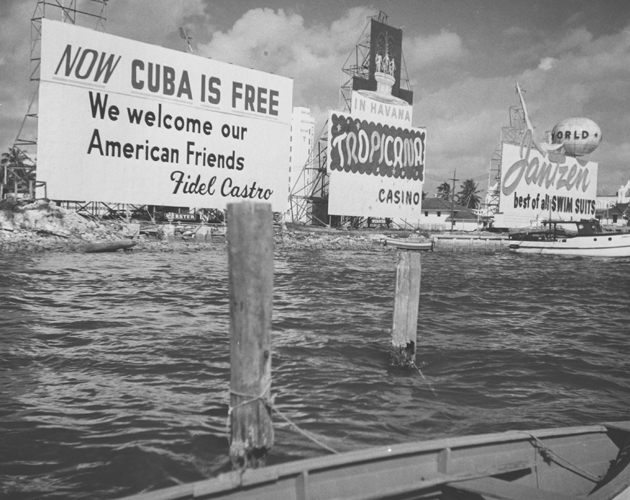 NOW CUBA IS FREE
We welcome our
American Friends
Fidel Castro
IN HAVANA
TROPICANA
CASINO
WORLD
Jantzen
best of all SWIM SUITS